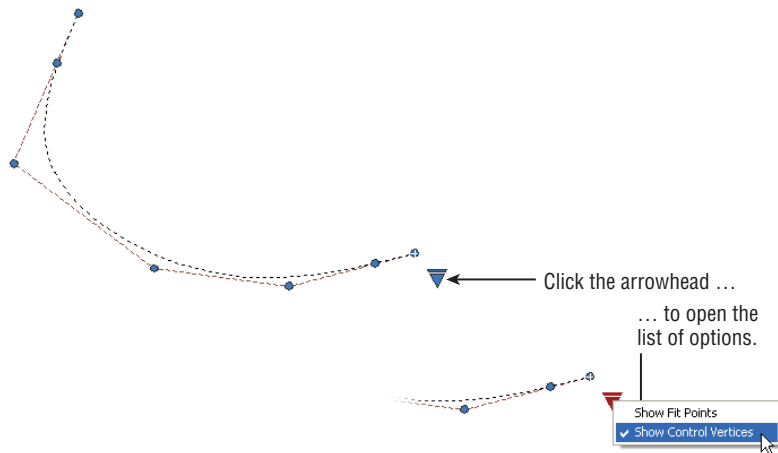 Click the arrowhead …
… to open the
list of options.
Show Fit Points
Show Control Vertices